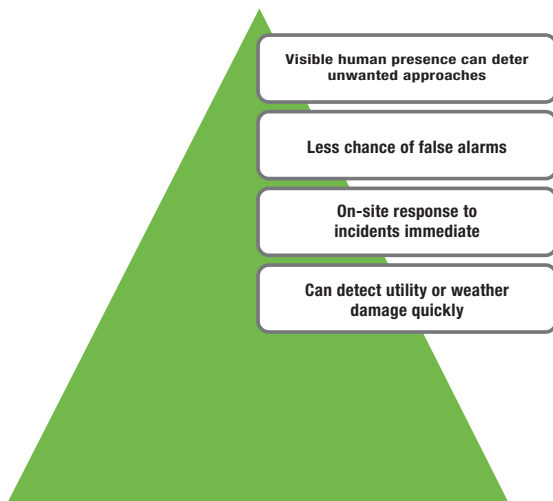 Visible human presence can deter
unwanted approaches
Less chance of false alarms
On-site response to
incidents immediate
Can detect utility or weather
damage quickly